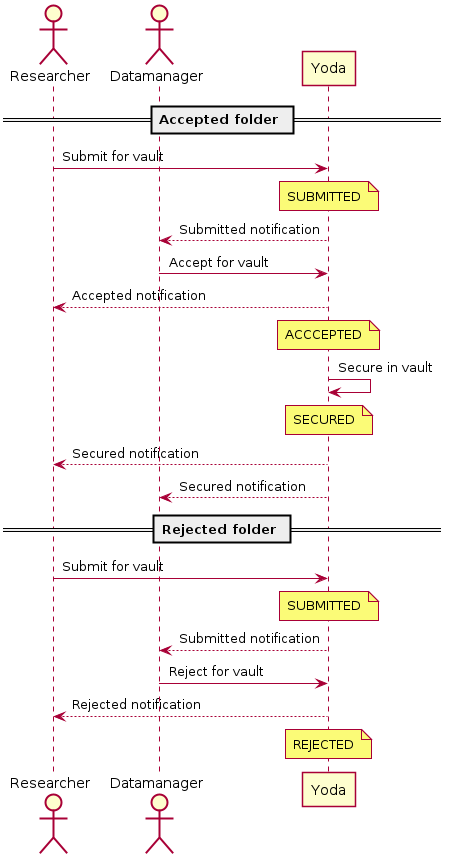 Researcher
Datamanager
Yoda
Accepted folder
Submit for vault
SUBMITTED
Submitted notification
Accept for vault
Accepted notification
ACCCEPTED
Secure in vault
SECURED
Secured notification
Secured notification
Rejected folder
Submit for vault
SUBMITTED
Submitted notification
Reject for vault
Rejected notification
REJECTED
Researcher
Datamanager
Yoda